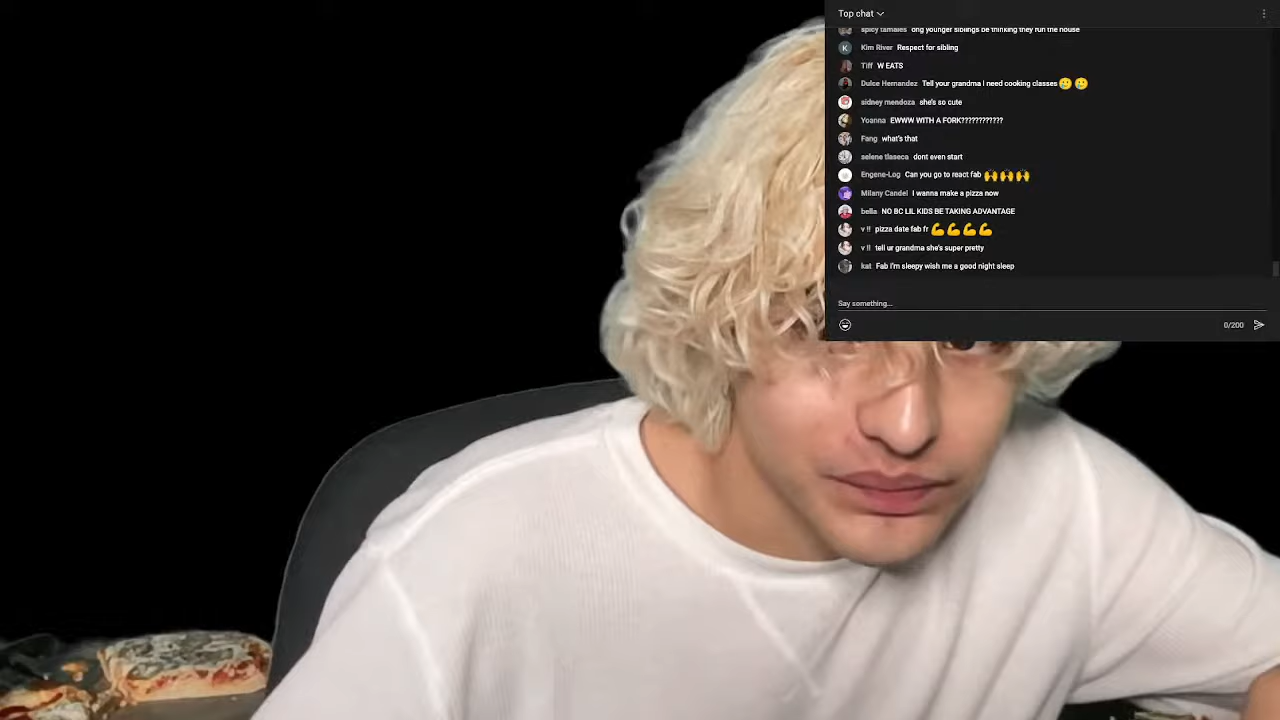 Top chat
spicy tamales ong younger siblings be thinking they run the house
K Kim River Respect for sibling
Tiff W EATS
Dulce Hernandez Tell your grandma I need cooking classes 🥲 🥲
sidney mendoza she's so cute
Yoanna EWWW WITH A FORK????????????
Fang what's that
selene tlaseca dont even start
Engene-Log Can you go to react fab 🙌🙌🙌
Milany Candel I wanna make a pizza now
bella NO BC LIL KIDS BE TAKING ADVANTAGE
v !! pizza date fab fr 💪💪💪💪
v !! tell ur grandma she's super pretty
kat Fab i'm sleepy wish me a good night sleep
Say something...
0/200